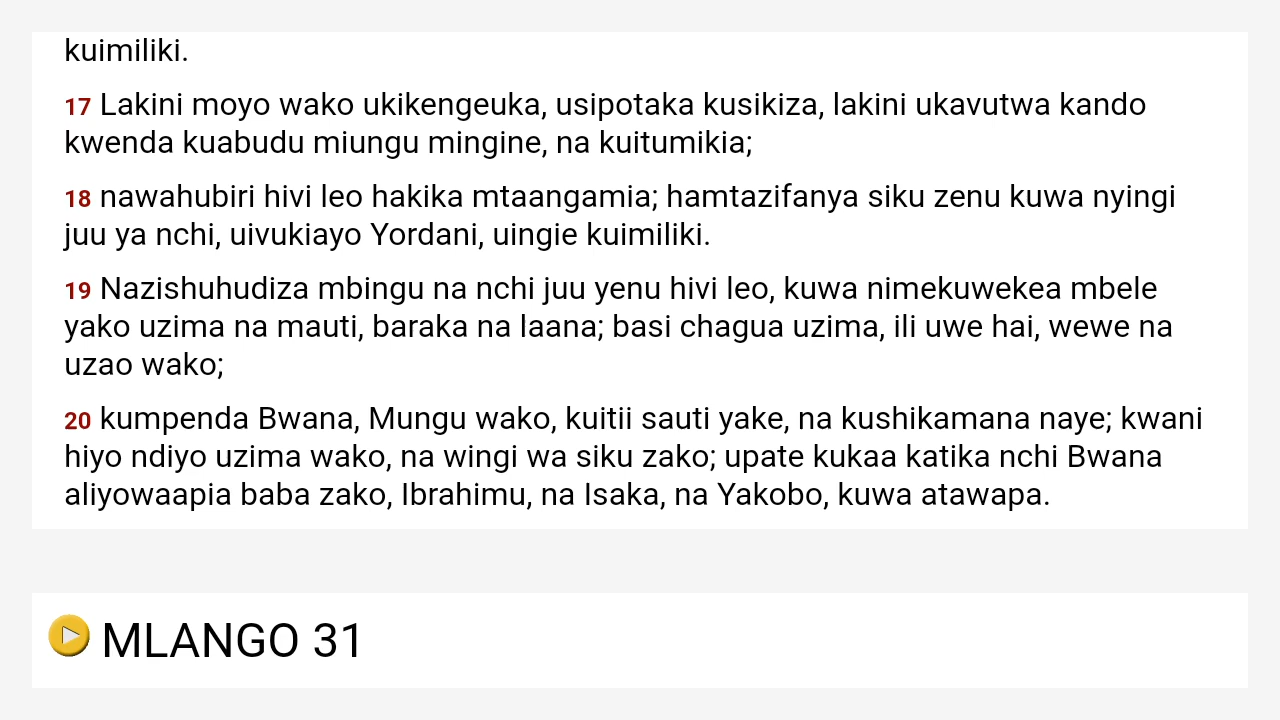 kuimiliki.
17 Lakini moyo wako ukikengeuka, usipotaka kusikiza, lakini ukavutwa kando
kwenda kuabudu miungu mingine, na kuitumikia;
18 nawahubiri hivi leo hakika mtaangamia; hamtazifanya siku zenu kuwa nyingi
juu ya nchi, uivukiayo Yordani, uingie kuimiliki.
19 Nazishuhudiza mbingu na nchi juu yenu hivi leo, kuwa nimekuwekea mbele
yako uzima na mauti, baraka na laana; basi chagua uzima, ili uwe hai, wewe na
uzao wako;
20 kumpenda Bwana, Mungu wako, kuitii sauti yake, na kushikamana naye; kwani
hiyo ndiyo uzima wako, na wingi wa siku zako; upate kukaa katika nchi Bwana
aliyowaapia baba zako, Ibrahimu, na Isaka, na Yakobo, kuwa atawapa.
MLANGO 31